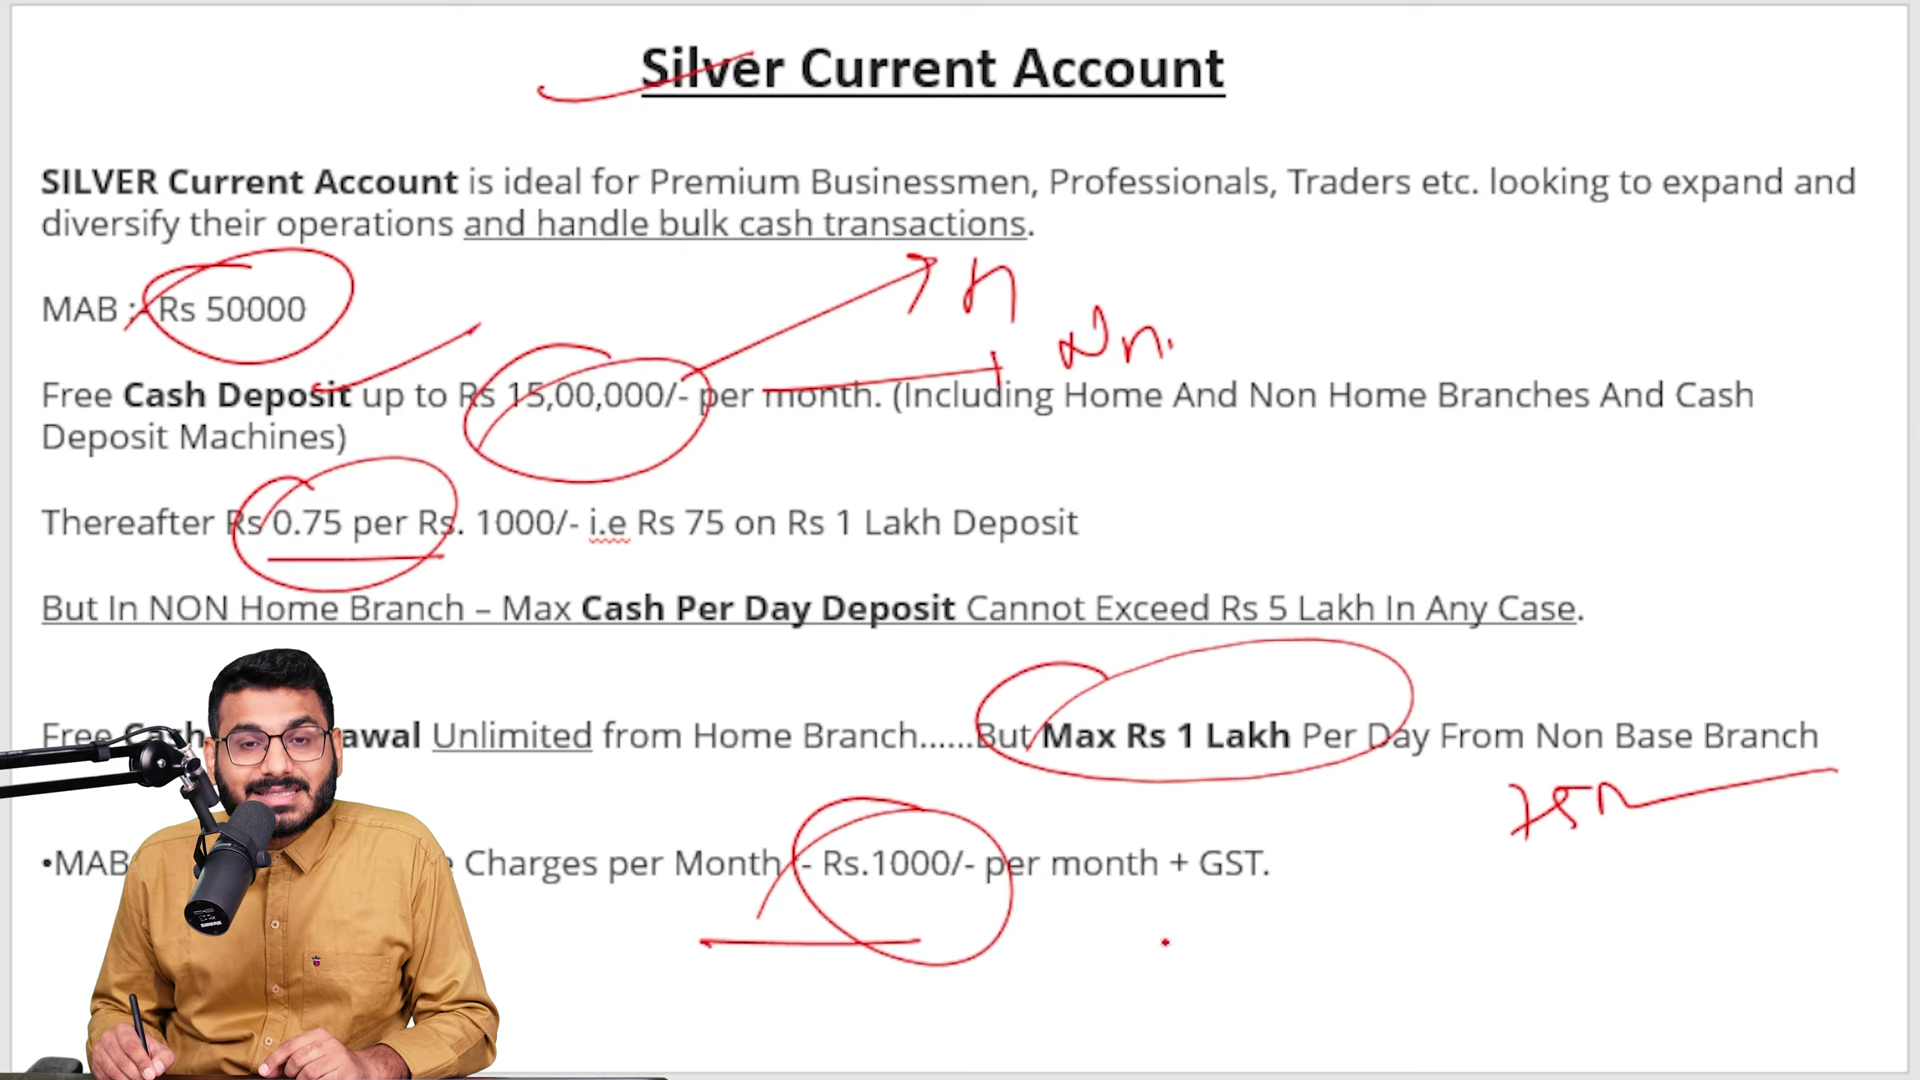 Silver Current Account
SILVER Current Account is ideal for Premium Businessmen, Professionals, Traders etc. looking to expand and
diversify their operations and handle bulk cash transactions.
MAB :- Rs 50000
Free Cash Deposit up to Rs 15,00,000/- per month. (Including Home And Non Home Branches And Cash
Deposit Machines)
Thereafter Rs 0.75 per Rs. 1000/- i.e Rs 75 on Rs 1 Lakh Deposit
But In NON Home Branch – Max Cash Per Day Deposit Cannot Exceed Rs 5 Lakh In Any Case.
Free Unlimited from Home Branch......But Max Rs 1 Lakh Per Day From Non Base Branch
•MAB Charges per Month - Rs.1000/- per month + GST.